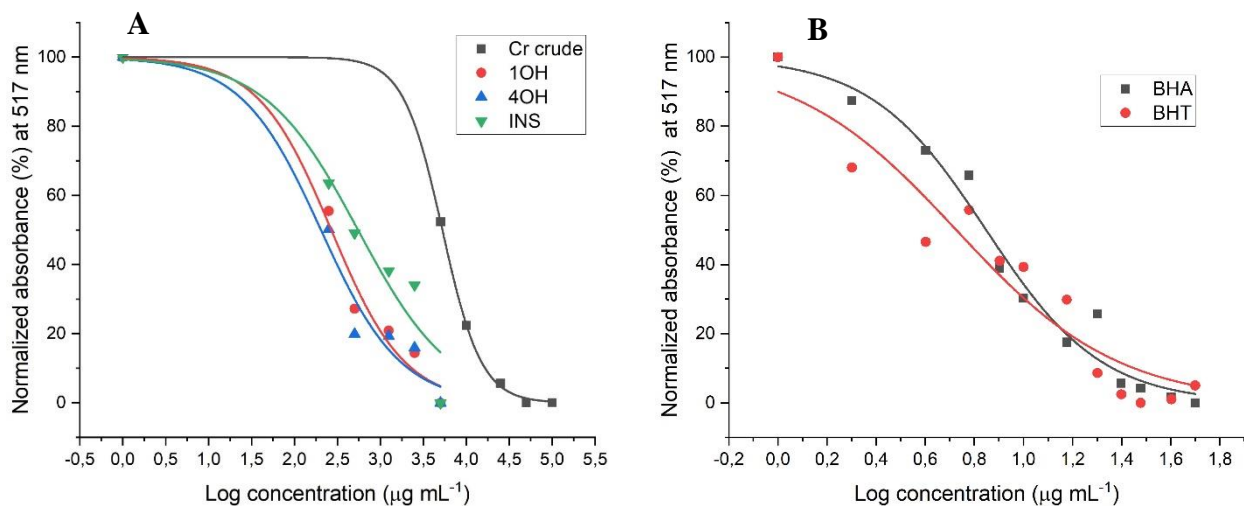 A
Normalized absorbance (%) at 517 nm
100
80
60
40
20
0
Cr crude
1OH
4OH
INS
-0,5 0,0 0,5 1,0 1,5 2,0 2,5 3,0 3,5 4,0 4,5 5,0 5,5
Log concentration (μg mL⁻¹)
B
Normalized absorbance (%) at 517 nm
100
80
60
40
20
0
BHA
BHT
-0,2 0,0 0,2 0,4 0,6 0,8 1,0 1,2 1,4 1,6 1,8
Log concentration (μg mL⁻¹)